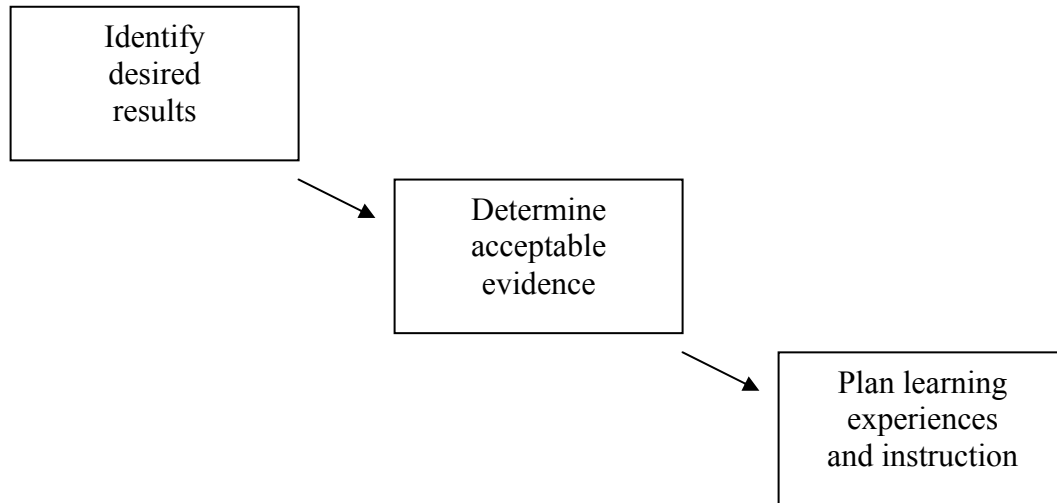 Identify
desired
results
Determine
acceptable
evidence
Plan learning
experiences
and instruction